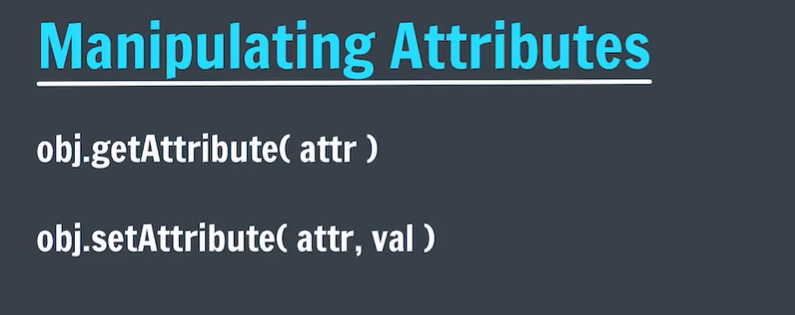 Manipulating Attributes
obj.getAttribute( attr )
obj.setAttribute( attr, val )